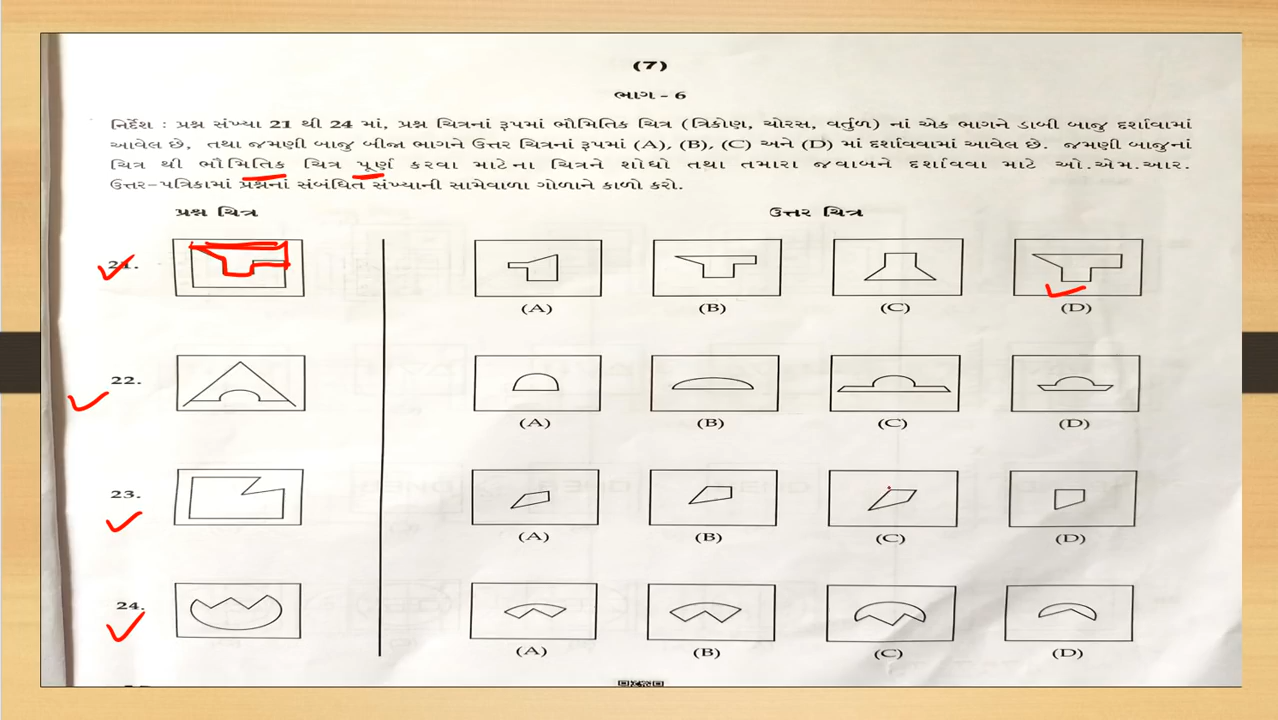 (7)
ભાગ - 6
નિર્દેશ : પ્રશ્ન સંખ્યા 21 થી 24 માં, પ્રશ્ન ચિત્રનાં રૂપમાં ભૌમિતિક ચિત્ર (ત્રિકોણ, ચોરસ, વર્તુળ) નાં એક ભાગને ડાબી બાજુ દર્શાવામાં
આવેલ છે, તથા જમણી બાજુ બીજા ભાગને ઉત્તર ચિત્રનાં રૂપમાં (A), (B), (C) અને (D) માં દર્શાવવામાં આવેલ છે. જમણી બાજુનાં
ચિત્ર થી ભૌમિતિક ચિત્ર પૂર્ણ કરવા માટેના ચિત્રને શોધો તથા તમારા જવાબને દર્શાવવા માટે ઓ.એમ.આર.
ઉત્તર-પત્રિકામાં પ્રશ્નનાં સંબંધિત સંખ્યાની સામેવાળા ગોળાને કાળો કરો.
પ્રશ્ન ચિત્ર ઉત્તર ચિત્ર
21.
(A) (B) (C) (D)
22.
(A) (B) (C) (D)
23.
(A) (B) (C) (D)
24.
(A) (B) (C) (D)